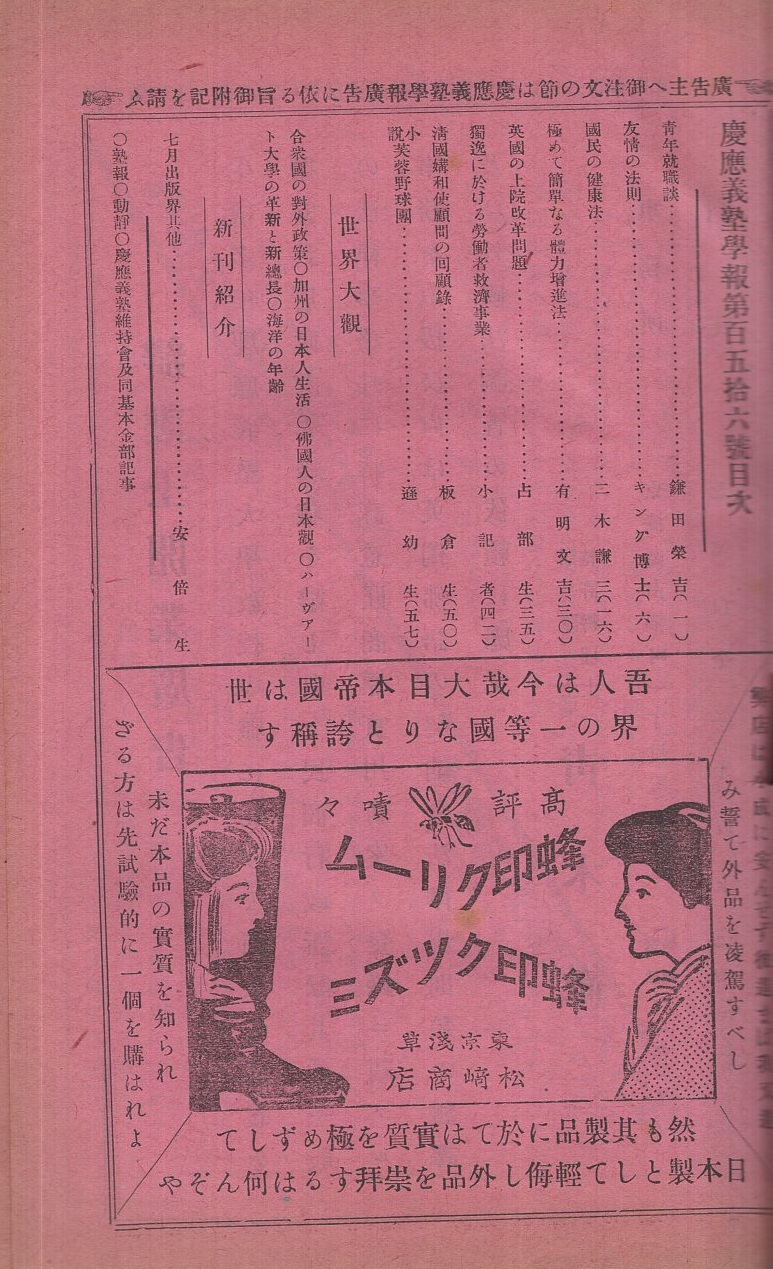 廣告主へ御注文の節は慶應義塾學報廣告に依る旨御附記を請ふ
慶應義塾學報第百五拾六號目次
靑年就職談‥‥‥‥‥‥鎌田榮吉(一)
友情の法則‥‥‥‥‥‥キング博士(六)
國民の健康法‥‥‥‥‥‥二木謙三(一六)
極めて簡單なる體力增進法‥‥‥‥‥‥有明文吉(三〇)
英國の上院改革問題‥‥‥‥‥‥占部生(三五)
獨逸に於ける勞働者救濟事業‥‥‥‥‥‥小記者(四二)
淸國媾和使顧問の回顧錄‥‥‥‥‥‥板倉生(五〇)
小說芙蓉野球團‥‥‥‥‥‥遜幼生(五七)
世界大觀
合衆國の對外政策〇加州の日本人生活〇佛國人の日本觀〇ハーヴァー
ト大學の革新と新總長〇海洋の年齡
新刊紹介
七月出版界其他‥‥‥‥‥‥安倍生
〇塾報〇動靜〇慶應義塾維持會及同基本金部記事
吾人は今哉大日本帝國は世
界の一等國なりと誇稱す
み誓て外品を凌駕すべし
高評嘖々
蜂印クリーム
蜂印クツズミ
東京淺草
松崎商店
然も其製品に於ては實質を極めずして
日本製として輕侮し外品を崇拜するは何んぞや
未だ本品の實質を知られ
ざる方は先試驗的に一個を購はれよ